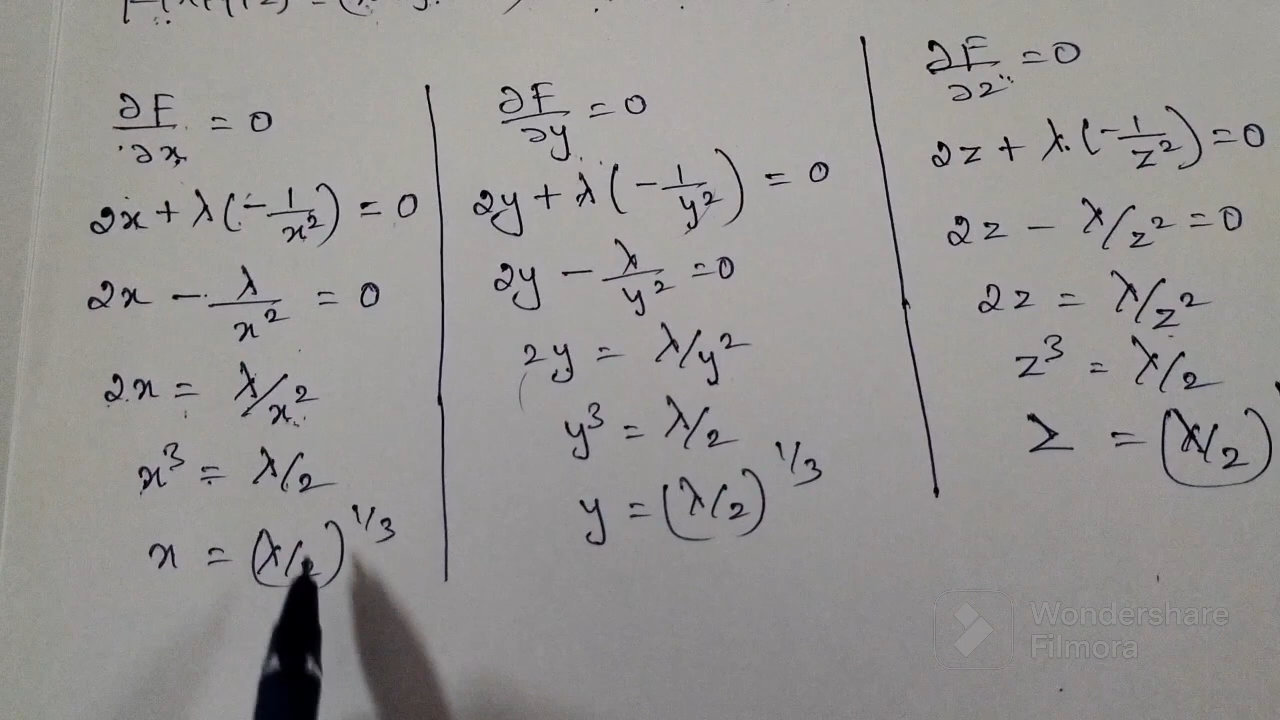 ∂F/∂x = 0
2x + λ(-1/x²) = 0
2x - λ/x² = 0
2x = λ/x²
x³ = λ/2
x = (λ/2)^1/3
∂F/∂y = 0
2y + λ(-1/y²) = 0
2y - λ/y² = 0
2y = λ/y²
y³ = λ/2
y = (λ/2)^1/3
∂F/∂z = 0
2z + λ.(-1/z²) = 0
2z - λ/z² = 0
2z = λ/z²
z³ = λ/2
z = (λ/2)
Wondershare
Filmora